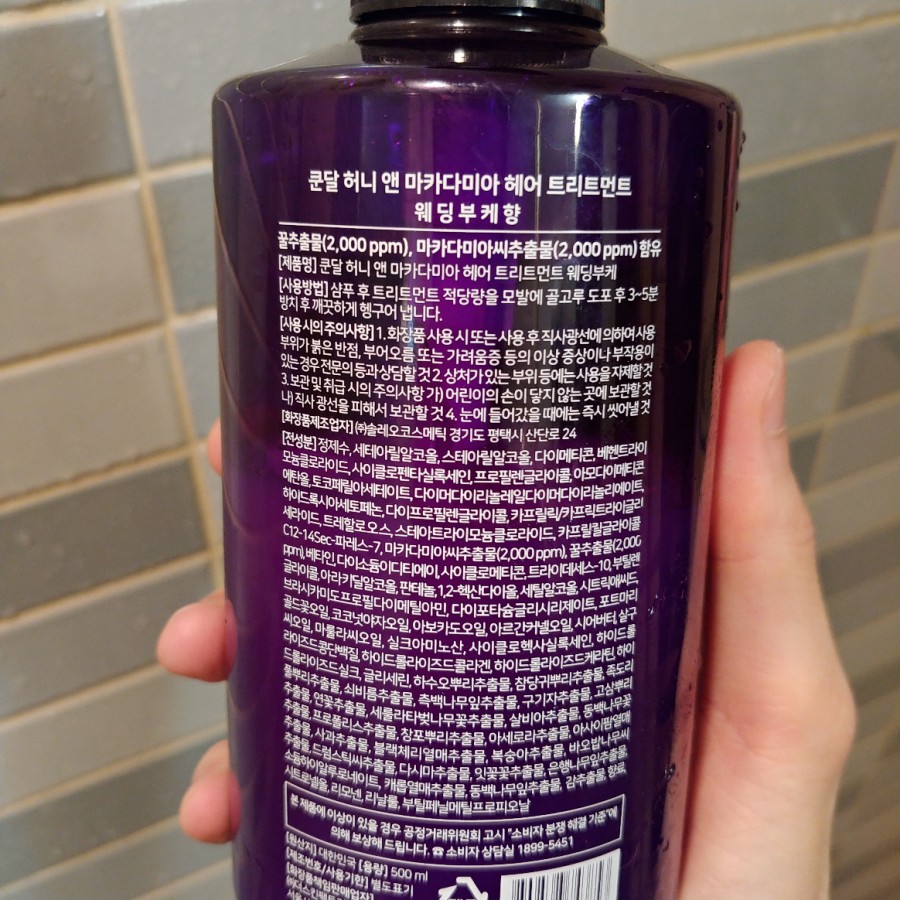 쿤달 허니 앤 마카다미아 헤어 트리트먼트
웨딩부케향
꿀추출물(2,000 ppm), 마카다미아씨추출물(2,000 ppm) 함유
[제품명] 쿤달 허니 앤 마카다미아 헤어 트리트먼트 웨딩부케
[사용방법] 샴푸 후 트리트먼트 적당량을 모발에 골고루 도포 후 3~5분
방치 후 깨끗하게 헹구어 냅니다.
[사용 시의 주의사항] 1. 화장품 사용 시 또는 사용 후 직사광선에 의하여 사용
부위가 붉은 반점, 부어오름 또는 가려움증 등의 이상 증상이나 부작용이
있는 경우 전문의 등과 상담할 것 2. 상처가 있는 부위 등에는 사용을 자제할 것
3. 보관 및 취급 시의 주의사항 가) 어린이의 손이 닿지 않는 곳에 보관할 것
나) 직사 광선을 피해서 보관할 것 4. 눈에 들어갔을 때에는 즉시 씻어낼 것
[화장품제조업자] ㈜솔레오코스메틱 경기도 평택시 산단로 24
[전성분] 정제수, 세테아릴알코올, 스테아릴알코올, 다이메티콘, 베헨트라이
모늄클로라이드, 사이클로펜타실록세인, 프로필렌글라이콜, 아모다이메티콘
에탄올, 토코페릴아세테이트, 다이머다이리놀레일다이머다이리놀리에이트,
하이드록시아세토페논, 다이프로필렌글라이콜, 카프릴릭/카프릭트라이글리
세라이드, 트레할로오스, 스테아트라이모늄클로라이드, 카프릴릴글라이콜
C12-14Sec-파레스-7, 마카다미아씨추출물(2,000 ppm), 꿀추출물(2,000
ppm), 베타인, 다이소듐이디티에이, 사이클로메티콘, 트라이데세스-10, 부틸렌
글라이콜, 아라키딜알코올, 판테놀, 1,2-헥산다이올, 세틸알코올, 시트릭애씨드,
브라시카미도프로필다이메틸아민, 다이포타슘글리시리제이트, 포트마리
골드꽃오일, 코코넛야자오일, 아보카도오일, 아르간커넬오일, 시어버터, 살구
씨오일, 마룰라씨오일, 실크아미노산, 사이클로헥사실록세인, 하이드롤
라이즈드콩단백질, 하이드롤라이즈드콜라겐, 하이드롤라이즈드케라틴 하이
드롤라이즈드실크, 글리세린, 하수오뿌리추출물, 참당귀뿌리추출물, 족도리
풀뿌리추출물, 쇠비름추출물, 측백나무잎추출물, 구기자추출물, 고삼뿌리
추출물, 연꽃추출물, 세롤라타벚나무꽃추출물, 살비아추출물, 동백나무꽃
추출물, 프로폴리스추출물, 창포뿌리추출물, 아세로라추출물, 아사이팜열매
추출물, 사과추출물, 블랙체리열매추출물, 복숭아추출물, 바오밥나무씨
추출물, 드럼스틱씨추출물, 다시마추출물, 잇꽃꽃추출물, 은행나무잎추출물,
소듐하이알루로네이트, 캐롭열매추출물, 동백나무잎추출물, 감추출물 향료,
시트로넬올, 리모넨, 리날룰, 부틸페닐메틸프로피오날
본 제품에 이상이 있을 경우 공정거래위원회 고시 "소비자 분쟁 해결 기준"에
의해 보상해 드립니다. ☎ 소비자 상담실 1899-5451
[원산지] 대한민국 [용량] 500 ml
[제조번호/사용기한] 별도표기
[화장품책임판매업자]